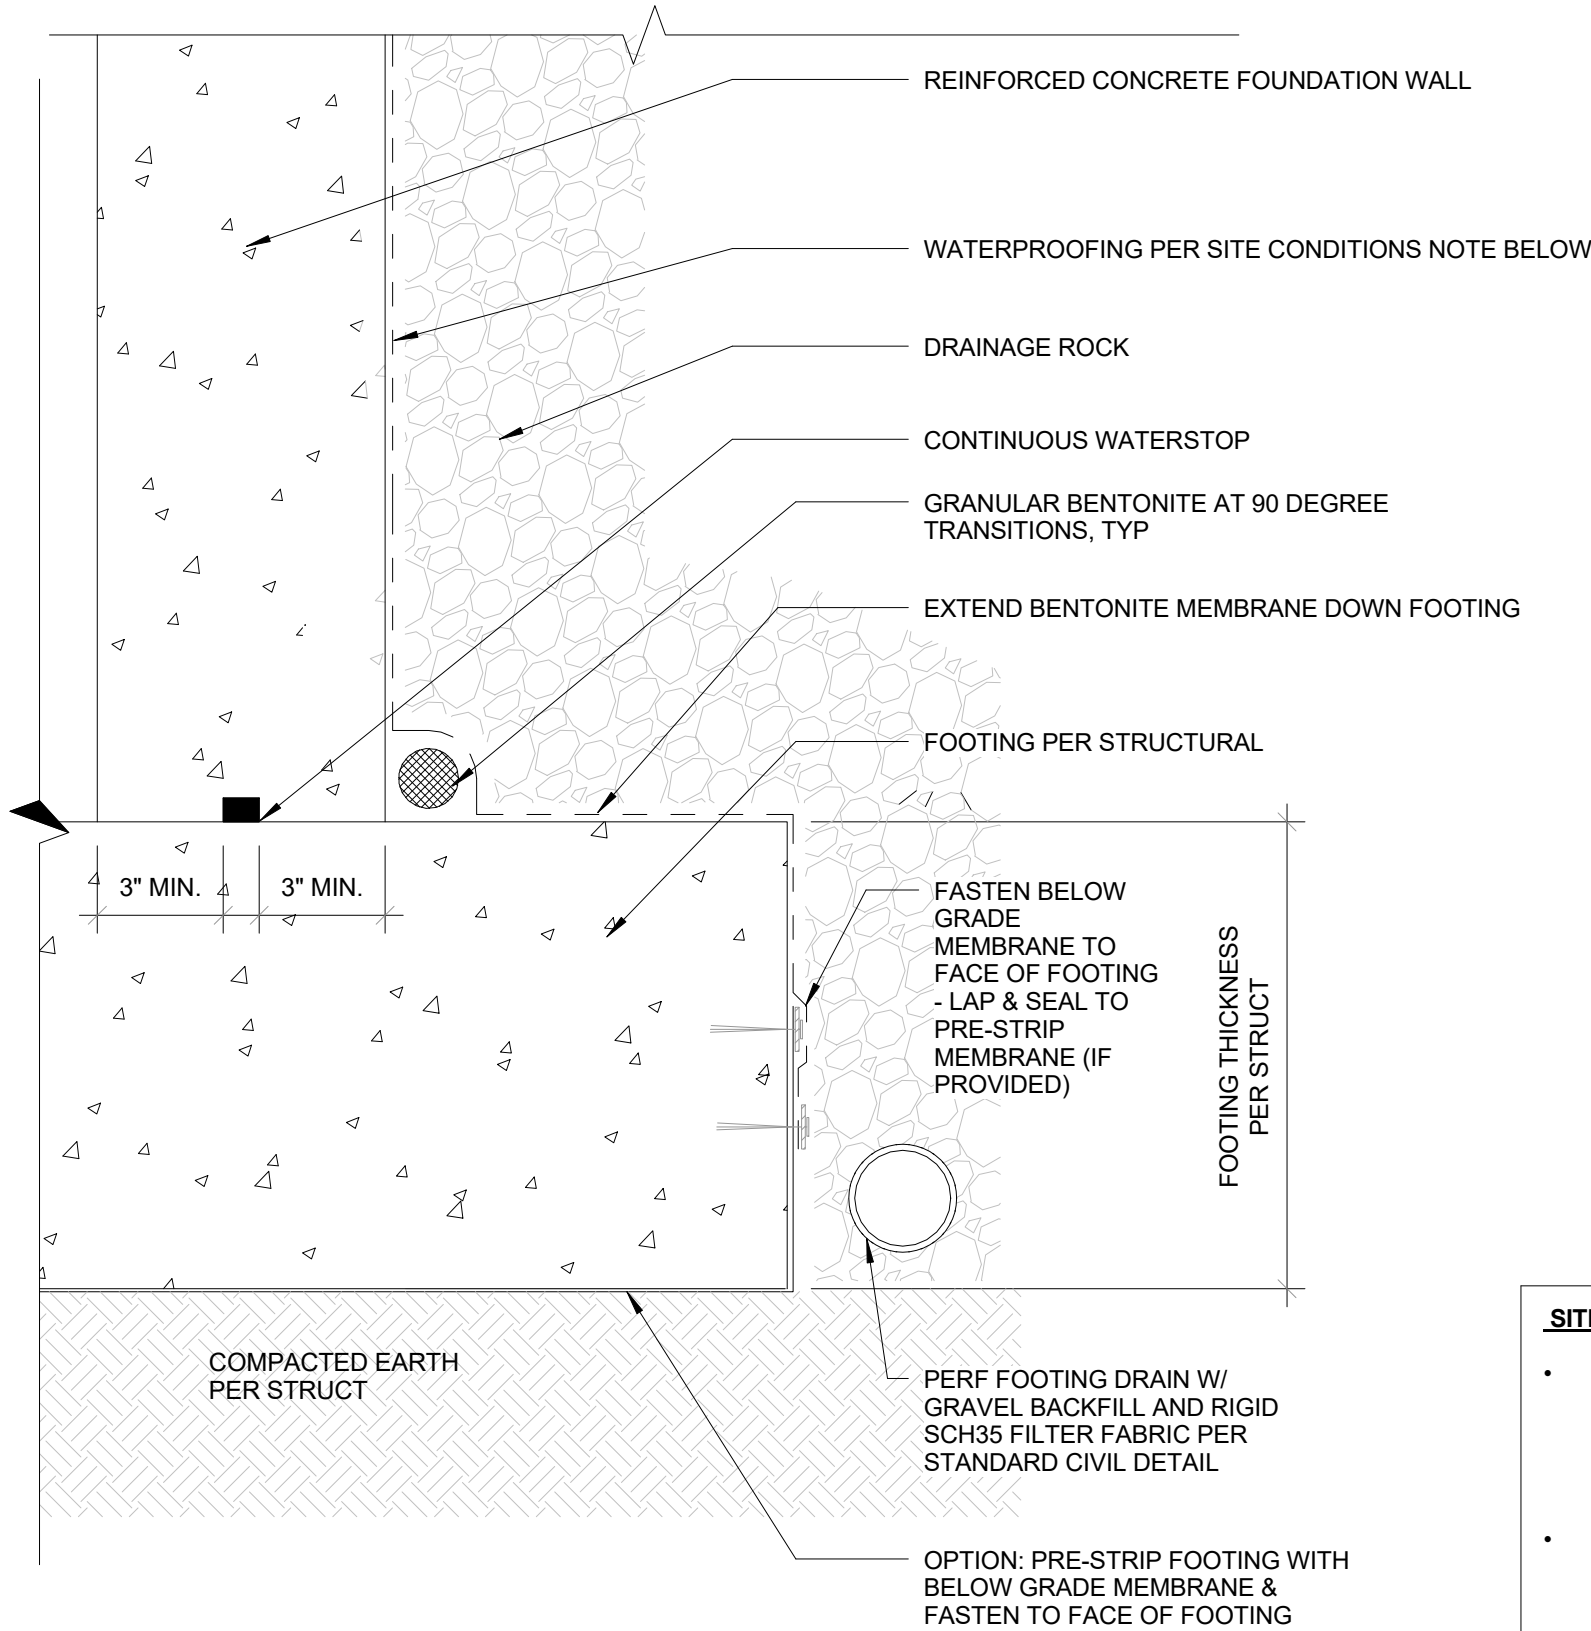 REINFORCED CONCRETE FOUNDATION WALL
WATERPROOFING PER SITE CONDITIONS NOTE BELOW
DRAINAGE ROCK
CONTINUOUS WATERSTOP
GRANULAR BENTONITE AT 90 DEGREE
TRANSITIONS, TYP
EXTEND BENTONITE MEMBRANE DOWN FOOTING
FOOTING PER STRUCTURAL
3" MIN.
3" MIN.
FASTEN BELOW
GRADE
MEMBRANE TO
FACE OF FOOTING
- LAP & SEAL TO
PRE-STRIP
MEMBRANE (IF
PROVIDED)
FOOTING THICKNESS
PER STRUCT
COMPACTED EARTH
PER STRUCT
PERF FOOTING DRAIN W/
GRAVEL BACKFILL AND RIGID
SCH35 FILTER FABRIC PER
STANDARD CIVIL DETAIL
OPTION: PRE-STRIP FOOTING WITH
BELOW GRADE MEMBRANE &
FASTEN TO FACE OF FOOTING